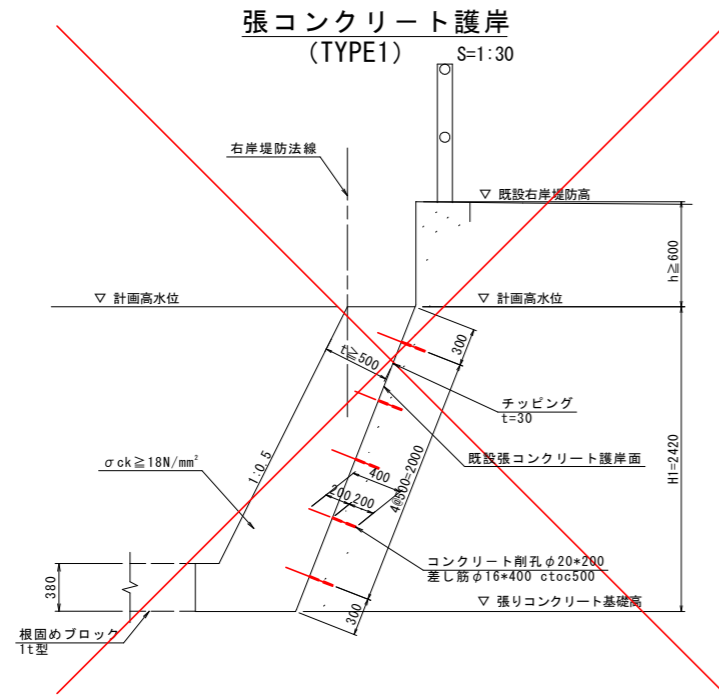 張コンクリート護岸
(TYPE1)
S=1:30
右岸堤防法線
▽ 既設右岸堤防高
h≧600
▽ 計画高水位
▽ 計画高水位
t≧500
300
チッピング
t=30
既設張コンクリート護岸面
1:0.5
σck≧18N/mm²
400
200
200
4@500=2000
H1=2420
380
コンクリート削孔φ20*200
差し筋φ16*400 ctoc500
▽ 張りコンクリート基礎高
300
根固めブロック
1t型